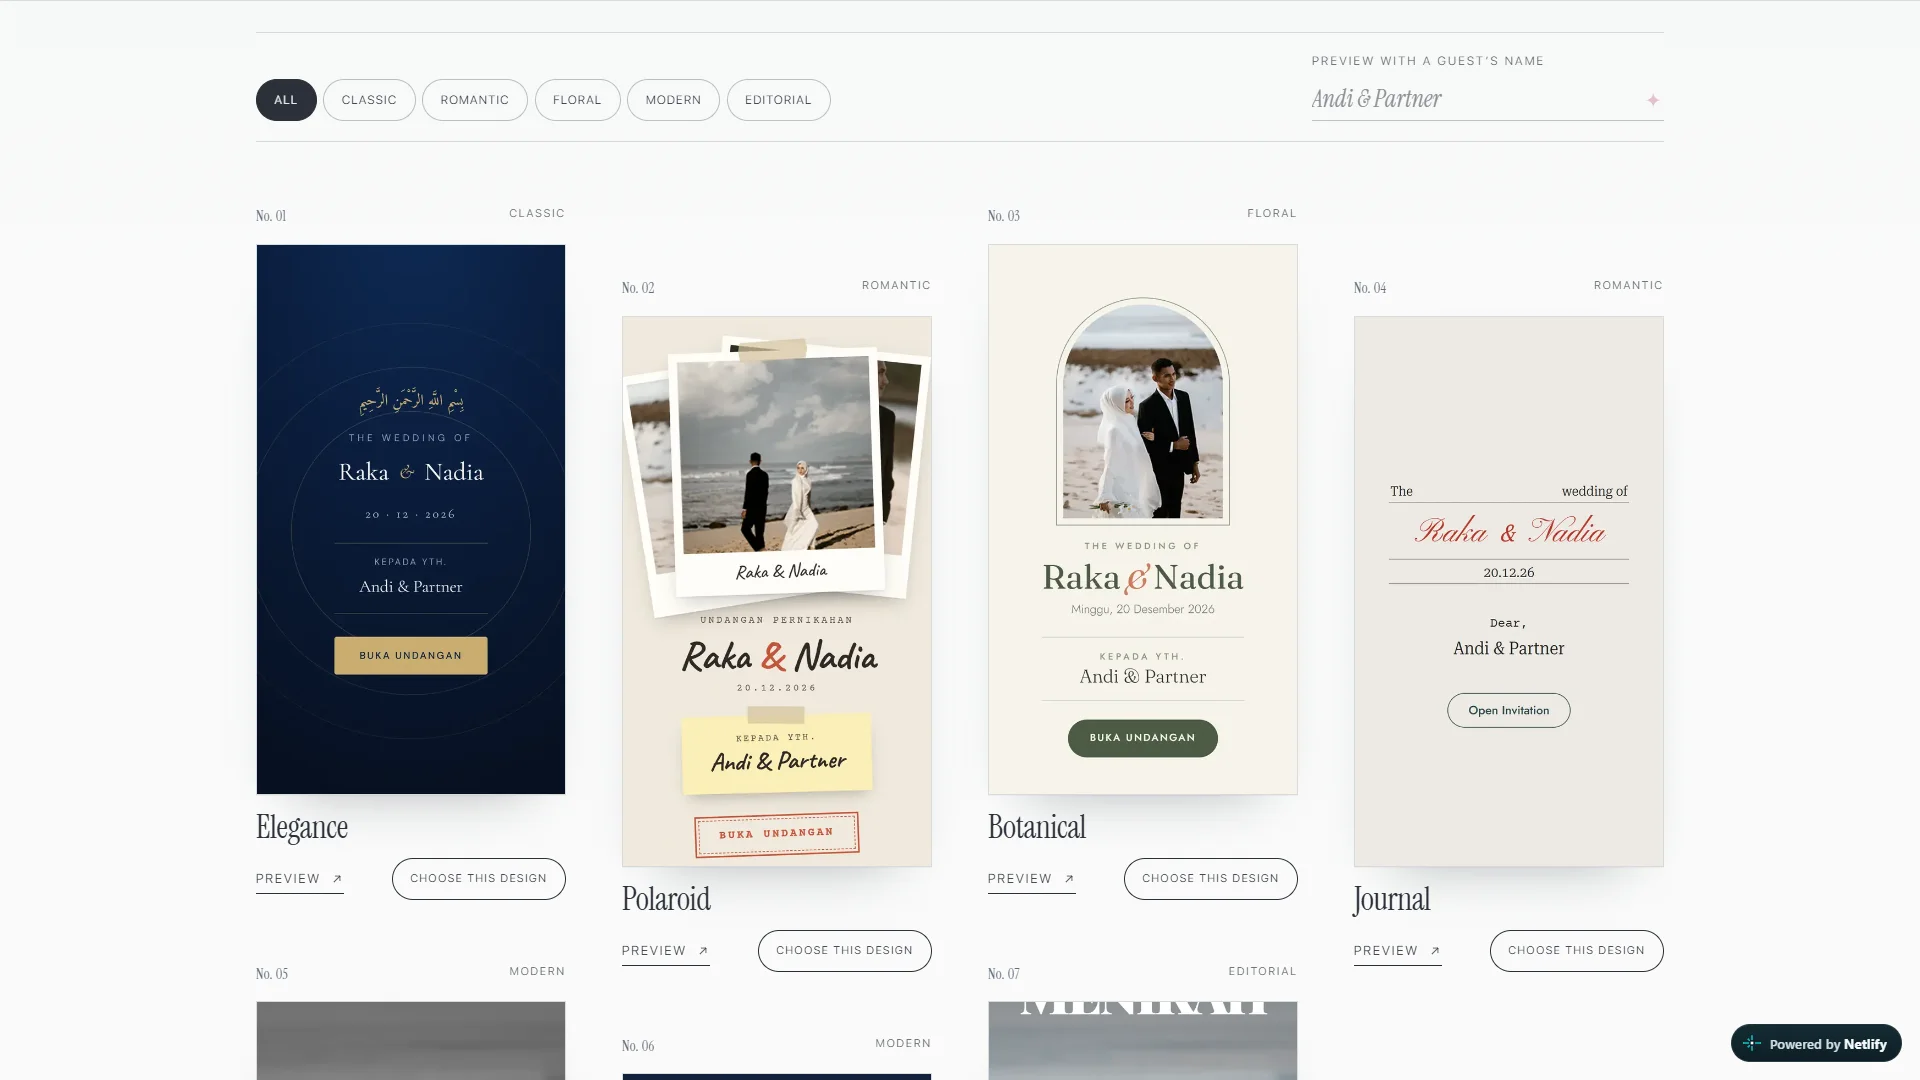 PREVIEW WITH A GUEST'S NAME
ALL
CLASSIC
ROMANTIC
FLORAL
MODERN
EDITORIAL
Andi & Partner
No. 01
CLASSIC
بِسْمِ اللَّهِ الرَّحْمَنِ الرَّحِيمِ
THE WEDDING OF
Raka & Nadia
20 · 12 · 2026
KEPADA YTH.
Andi & Partner
BUKA UNDANGAN
Elegance
PREVIEW ↗
CHOOSE THIS DESIGN
No. 02
ROMANTIC
Raka & Nadia
UNDANGAN PERNIKAHAN
Raka & Nadia
20.12.2026
KEPADA YTH.
Andi & Partner
BUKA UNDANGAN
Polaroid
PREVIEW ↗
CHOOSE THIS DESIGN
No. 03
FLORAL
THE WEDDING OF
Raka & Nadia
Minggu, 20 Desember 2026
KEPADA YTH.
Andi & Partner
BUKA UNDANGAN
Botanical
PREVIEW ↗
CHOOSE THIS DESIGN
No. 04
ROMANTIC
The wedding of
Raka & Nadia
20.12.26
Dear,
Andi & Partner
Open Invitation
Journal
PREVIEW ↗
CHOOSE THIS DESIGN
No. 05
MODERN
No. 06
MODERN
No. 07
EDITORIAL
MENIKAH
Powered by Netlify